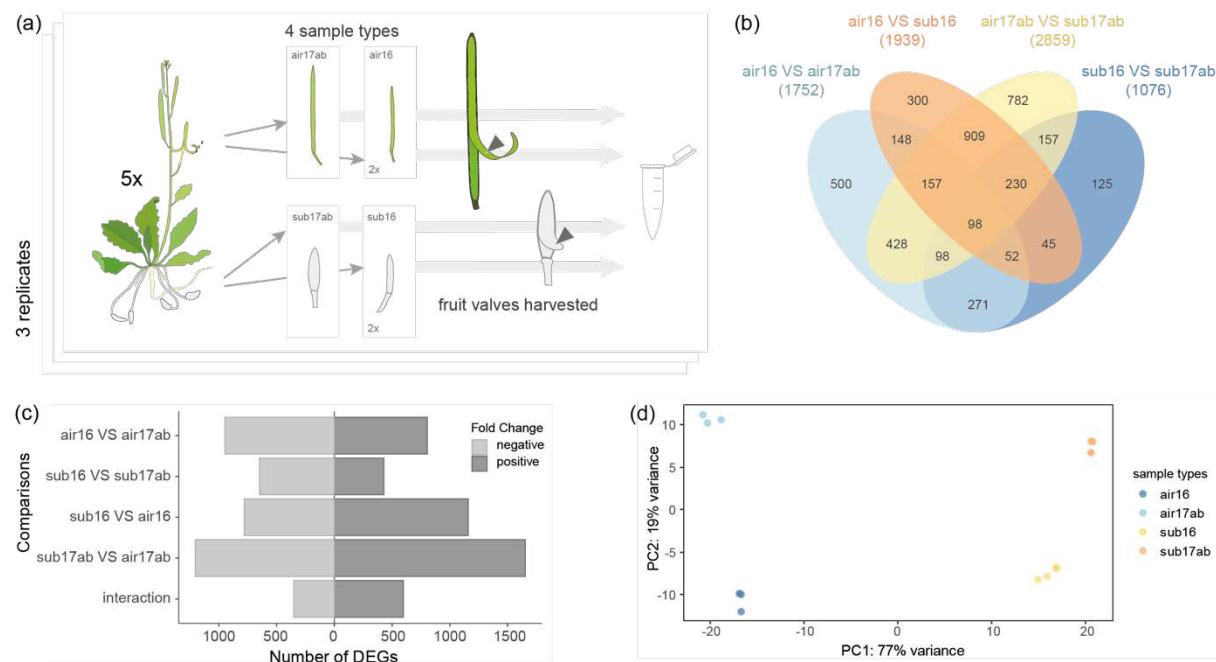 (a)
4 sample types
air17ab
air16
5x
2x
sub17ab
sub16
2x
fruit valves harvested
3 replicates
(b)
air16 VS sub16
(1939)
air17ab VS sub17ab
(2859)
air16 VS air17ab
(1752)
sub16 VS sub17ab
(1076)
300
782
148
909
157
500
157
230
125
98
428
98
52
45
271
(c)
Comparisons
air16 VS air17ab
sub16 VS sub17ab
sub16 VS air16
sub17ab VS air17ab
interaction
Fold Change
negative
positive
1000
500
0
500
1000
1500
Number of DEGs
(d)
PC2: 19% variance
10
5
0
-5
-10
-20
-10
0
10
20
PC1: 77% variance
sample types
air16
air17ab
sub16
sub17ab